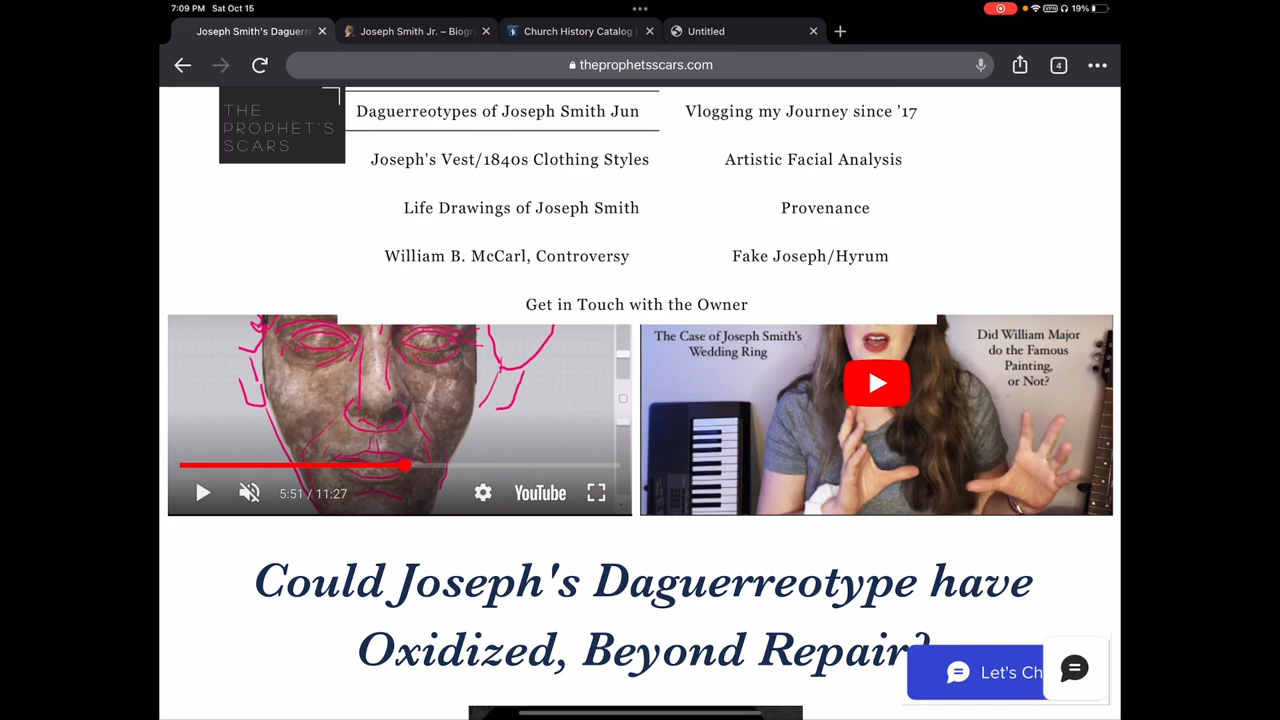 7:09 PM Sat Oct 15
VPN 19%
Joseph Smith's Daguerr
Joseph Smith Jr. – Biogr
Church History Catalog
Untitled
theprophetsscars.com
4
THE
PROPHET'S
SCARS
Daguerreotypes of Joseph Smith Jun
Vlogging my Journey since '17
Joseph's Vest/1840s Clothing Styles
Artistic Facial Analysis
Life Drawings of Joseph Smith
Provenance
William B. McCarl, Controversy
Fake Joseph/Hyrum
Get in Touch with the Owner
5:51 / 11:27
YouTube
The Case of Joseph Smith's
Wedding Ring
Did William Major
do the Famous
Painting,
or Not?
Could Joseph's Daguerreotype have
Oxidized, Beyond Repair?
Let's Ch